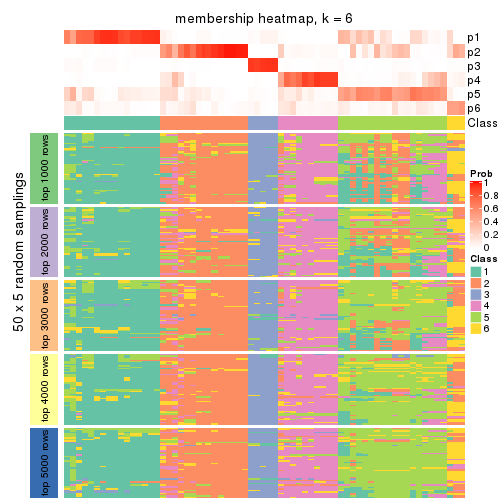 membership heatmap, k = 6
p1
p2
p3
p4
p5
p6
Class
50 x 5 random samplings
top 1000 rows
top 2000 rows
top 3000 rows
top 4000 rows
top 5000 rows
Prob
1
0.8
0.6
0.4
0.2
0
Class
1
2
3
4
5
6